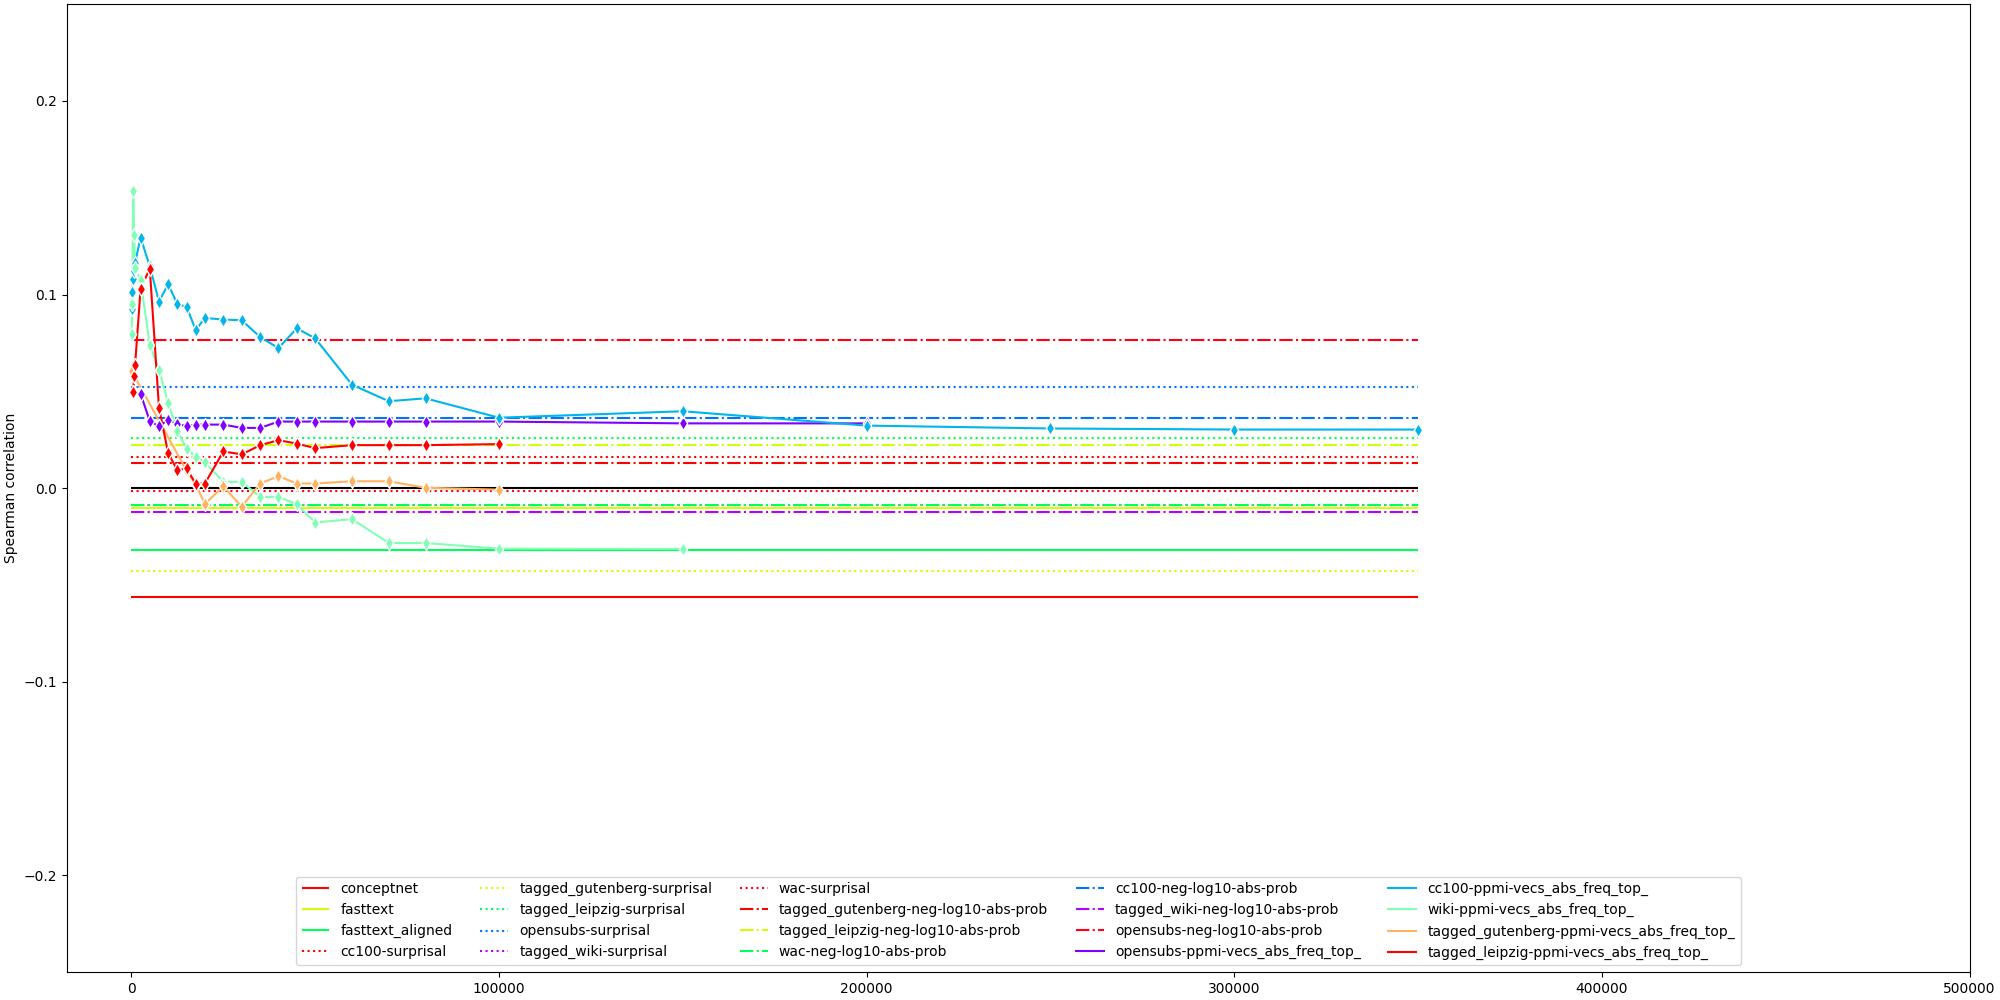 0.2
0.1
0.0
−0.1
−0.2
Spearman correlation
conceptnet
fasttext
fasttext_aligned
cc100-surprisal
tagged_gutenberg-surprisal
tagged_leipzig-surprisal
opensubs-surprisal
tagged_wiki-surprisal
wac-surprisal
tagged_gutenberg-neg-log10-abs-prob
tagged_leipzig-neg-log10-abs-prob
wac-neg-log10-abs-prob
cc100-neg-log10-abs-prob
tagged_wiki-neg-log10-abs-prob
opensubs-neg-log10-abs-prob
opensubs-ppmi-vecs_abs_freq_top_
cc100-ppmi-vecs_abs_freq_top_
wiki-ppmi-vecs_abs_freq_top_
tagged_gutenberg-ppmi-vecs_abs_freq_top_
tagged_leipzig-ppmi-vecs_abs_freq_top_
0 100000 200000 300000 400000 500000